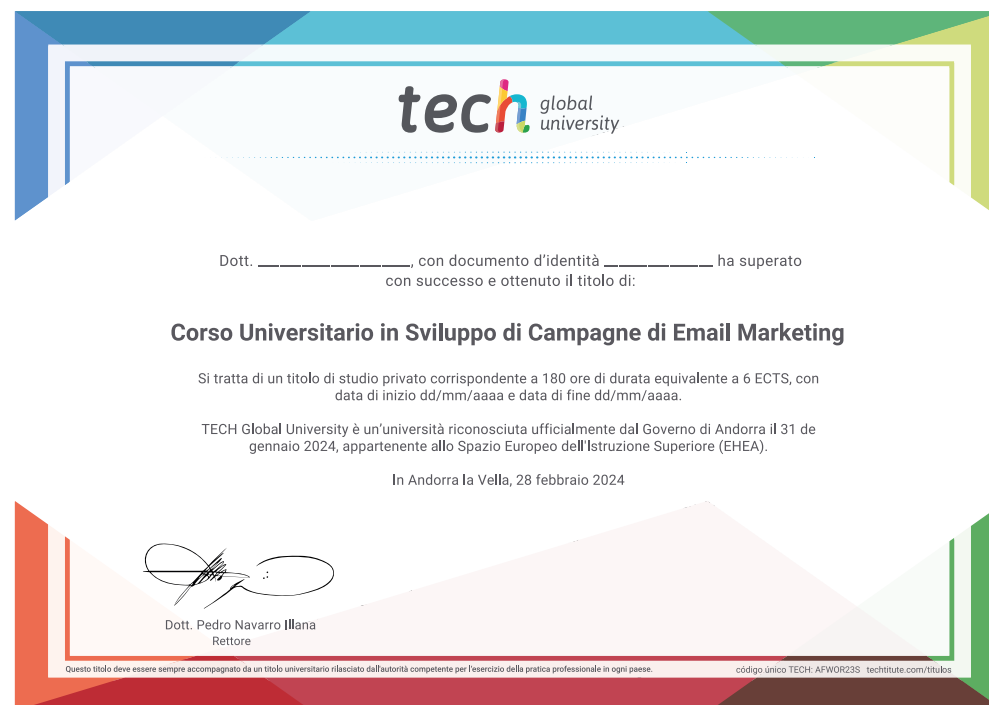 tech global university
Dott. ____________________, con documento d'identità ______________ ha superato
con successo e ottenuto il titolo di:
Corso Universitario in Sviluppo di Campagne di Email Marketing
Si tratta di un titolo di studio privato corrispondente a 180 ore di durata equivalente a 6 ECTS, con
data di inizio dd/mm/aaaa e data di fine dd/mm/aaaa.
TECH Global University è un'università riconosciuta ufficialmente dal Governo di Andorra il 31 de
gennaio 2024, appartenente allo Spazio Europeo dell'Istruzione Superiore (EHEA).
In Andorra la Vella, 28 febbraio 2024
Dott. Pedro Navarro Illana
Rettore
Questo titolo deve essere sempre accompagnato da un titolo universitario rilasciato dall'autorità competente per l'esercizio della pratica professionale in ogni paese.
código único TECH: AFWOR23S techtitute.com/titulos